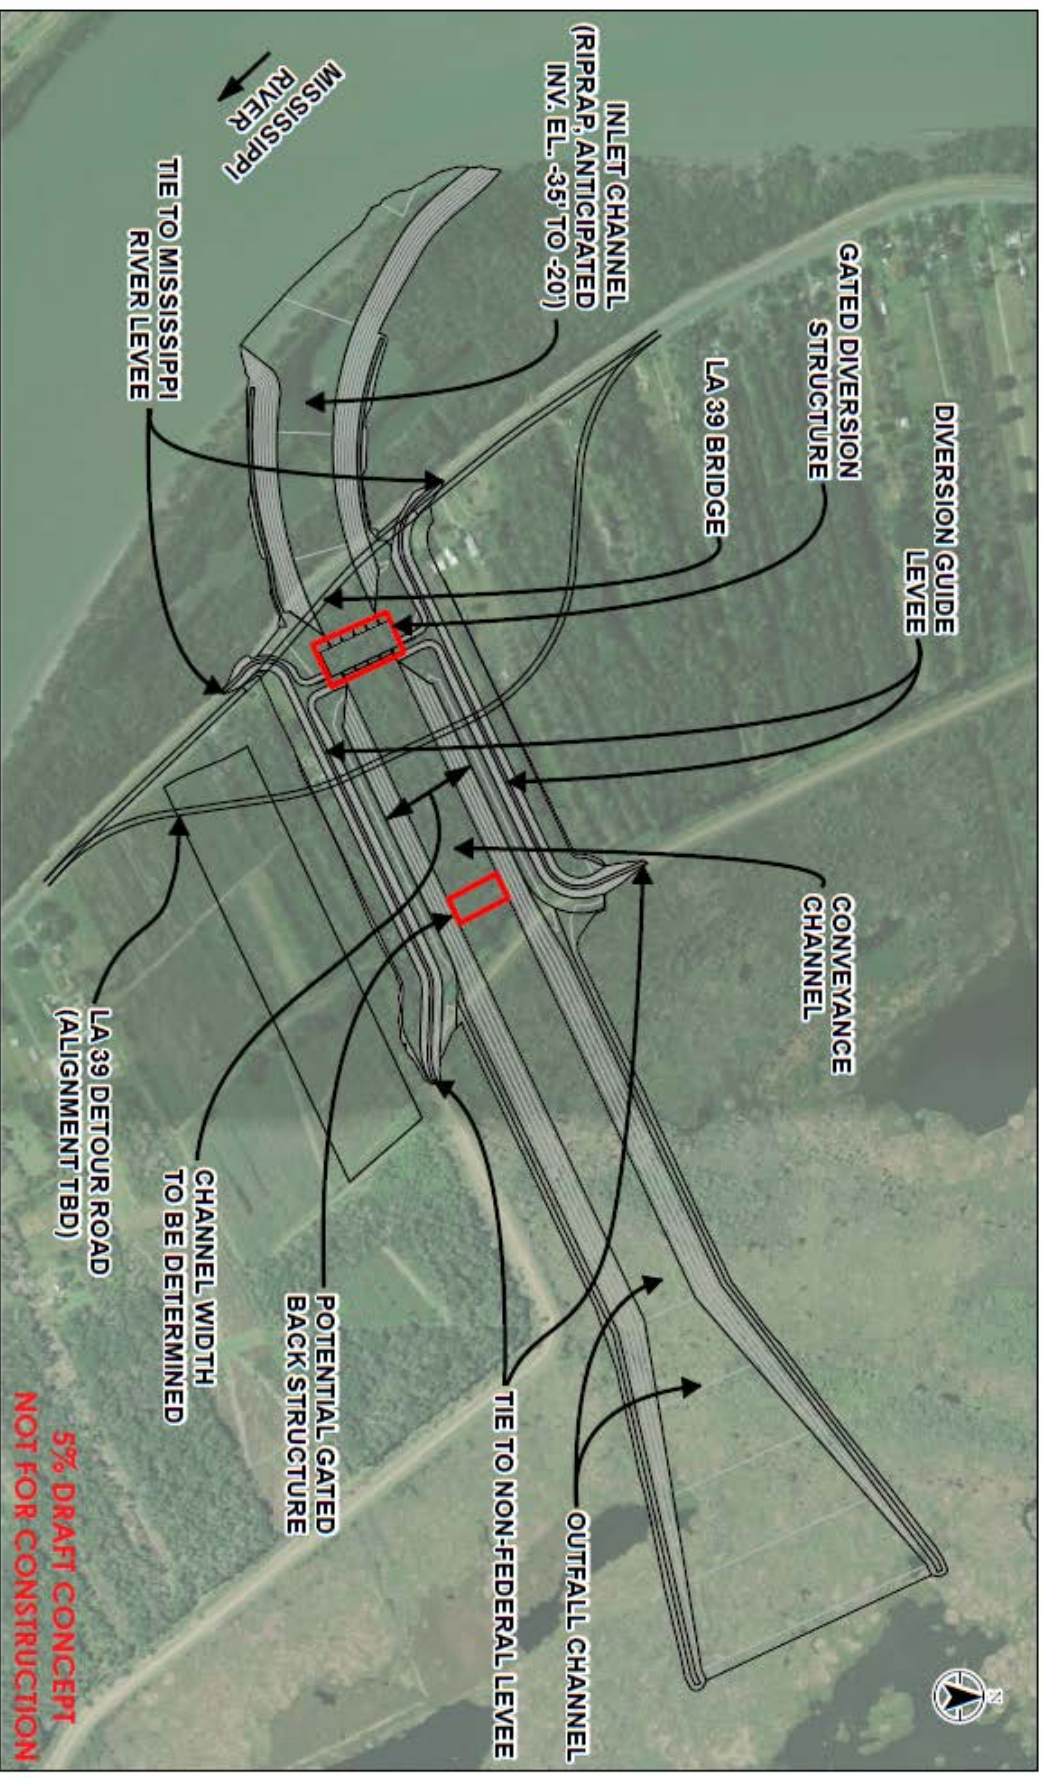 MISSISSIPPI
RIVER
INLET CHANNEL
(RIPRAP, ANTICIPATED
INV. EL. -35' TO -20')
TIE TO MISSISSIPPI
RIVER LEVEE
GATED DIVERSION
STRUCTURE
LA 39 BRIDGE
DIVERSION GUIDE
LEVEE
CONVEYANCE
CHANNEL
LA 39 DETOUR ROAD
(ALIGNMENT TBD)
CHANNEL WIDTH
TO BE DETERMINED
POTENTIAL GATED
BACK STRUCTURE
TIE TO NON-FEDERAL LEVEE
OUTFALL CHANNEL
N
5% DRAFT CONCEPT
NOT FOR CONSTRUCTION